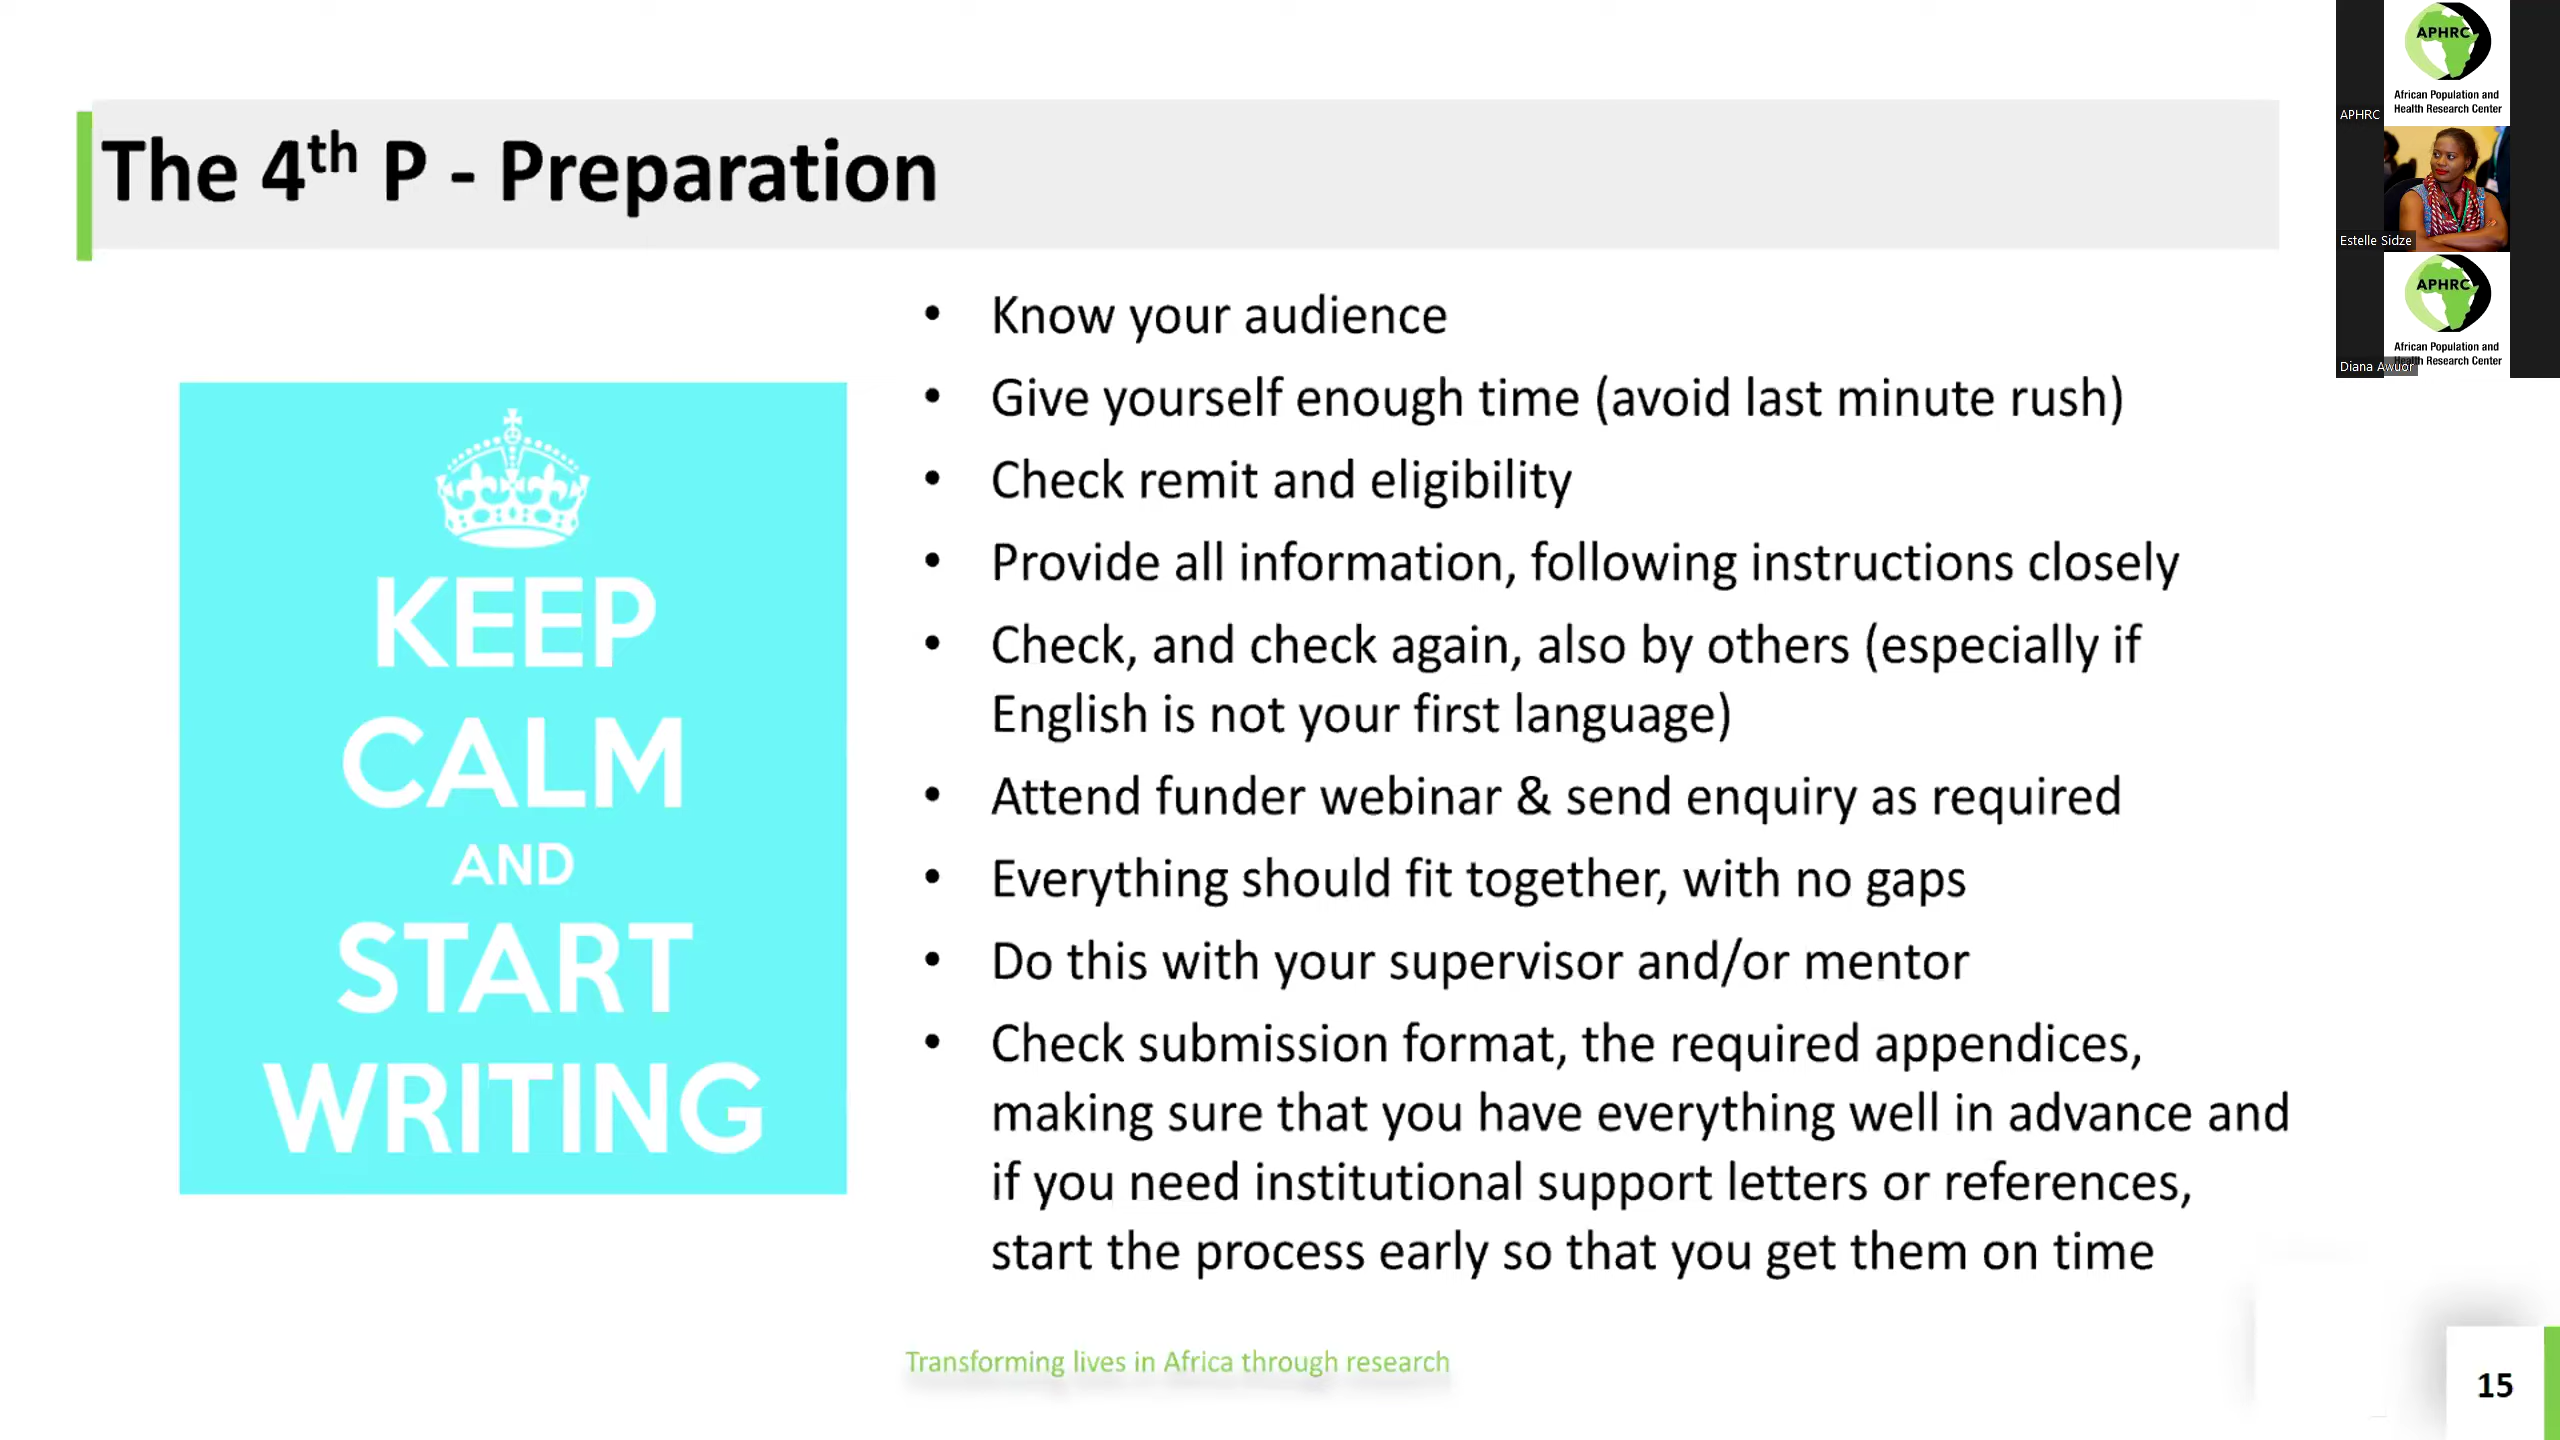 The 4th P - Preparation
KEEP
CALM
AND
START
WRITING
• Know your audience
• Give yourself enough time (avoid last minute rush)
• Check remit and eligibility
• Provide all information, following instructions closely
• Check, and check again, also by others (especially if
English is not your first language)
• Attend funder webinar & send enquiry as required
• Everything should fit together, with no gaps
• Do this with your supervisor and/or mentor
• Check submission format, the required appendices,
making sure that you have everything well in advance and
if you need institutional support letters or references,
start the process early so that you get them on time
Transforming lives in Africa through research
15
APHRC
African Population and
Health Research Center
APHRC
Estelle Sidze
APHRC
African Population and
Health Research Center
Diana Awuor